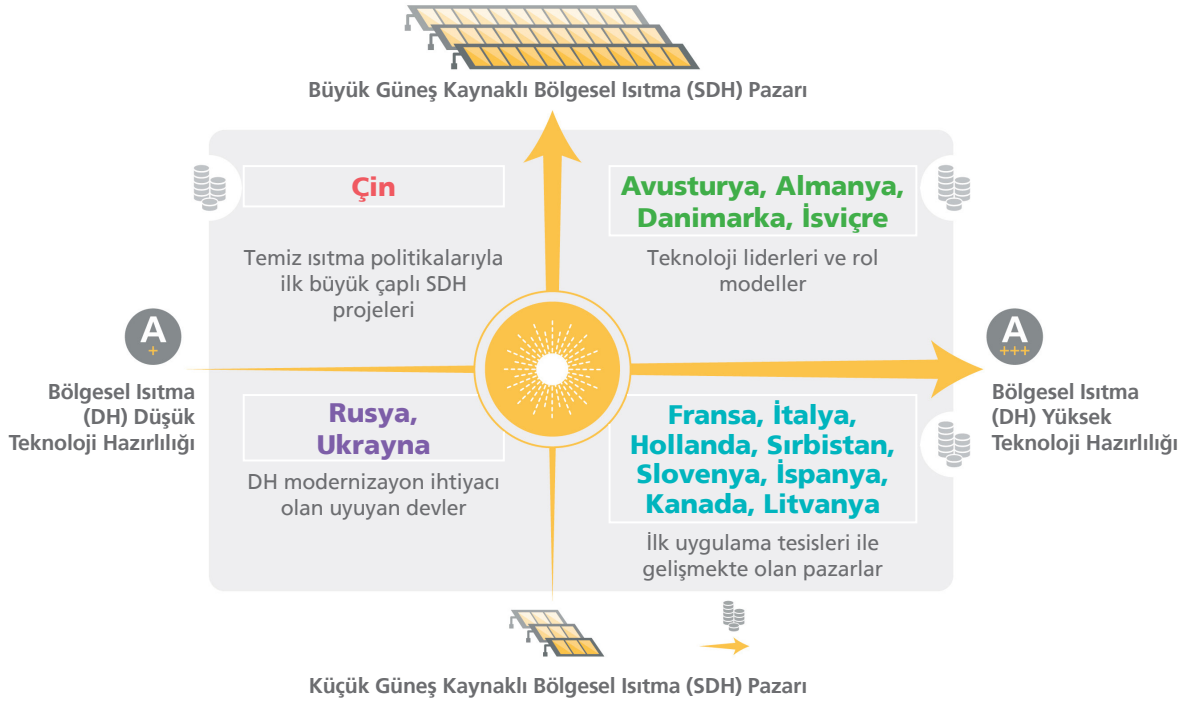 Büyük Güneş Kaynaklı Bölgesel Isıtma (SDH) Pazarı
Çin
Temiz ısıtma politikalarıyla
ilk büyük çaplı SDH
projeleri
Avusturya, Almanya,
Danimarka, İsviçre
Teknoloji liderleri ve rol
modeller
A
+
Bölgesel Isıtma
(DH) Düşük
Teknoloji Hazırlılığı
A
+++
Bölgesel Isıtma
(DH) Yüksek
Teknoloji Hazırlılığı
Rusya,
Ukrayna
DH modernizayon ihtiyacı
olan uyuyan devler
Fransa, İtalya,
Hollanda, Sırbistan,
Slovenya, İspanya,
Kanada, Litvanya
İlk uygulama tesisleri ile
gelişmekte olan pazarlar
Küçük Güneş Kaynaklı Bölgesel Isıtma (SDH) Pazarı